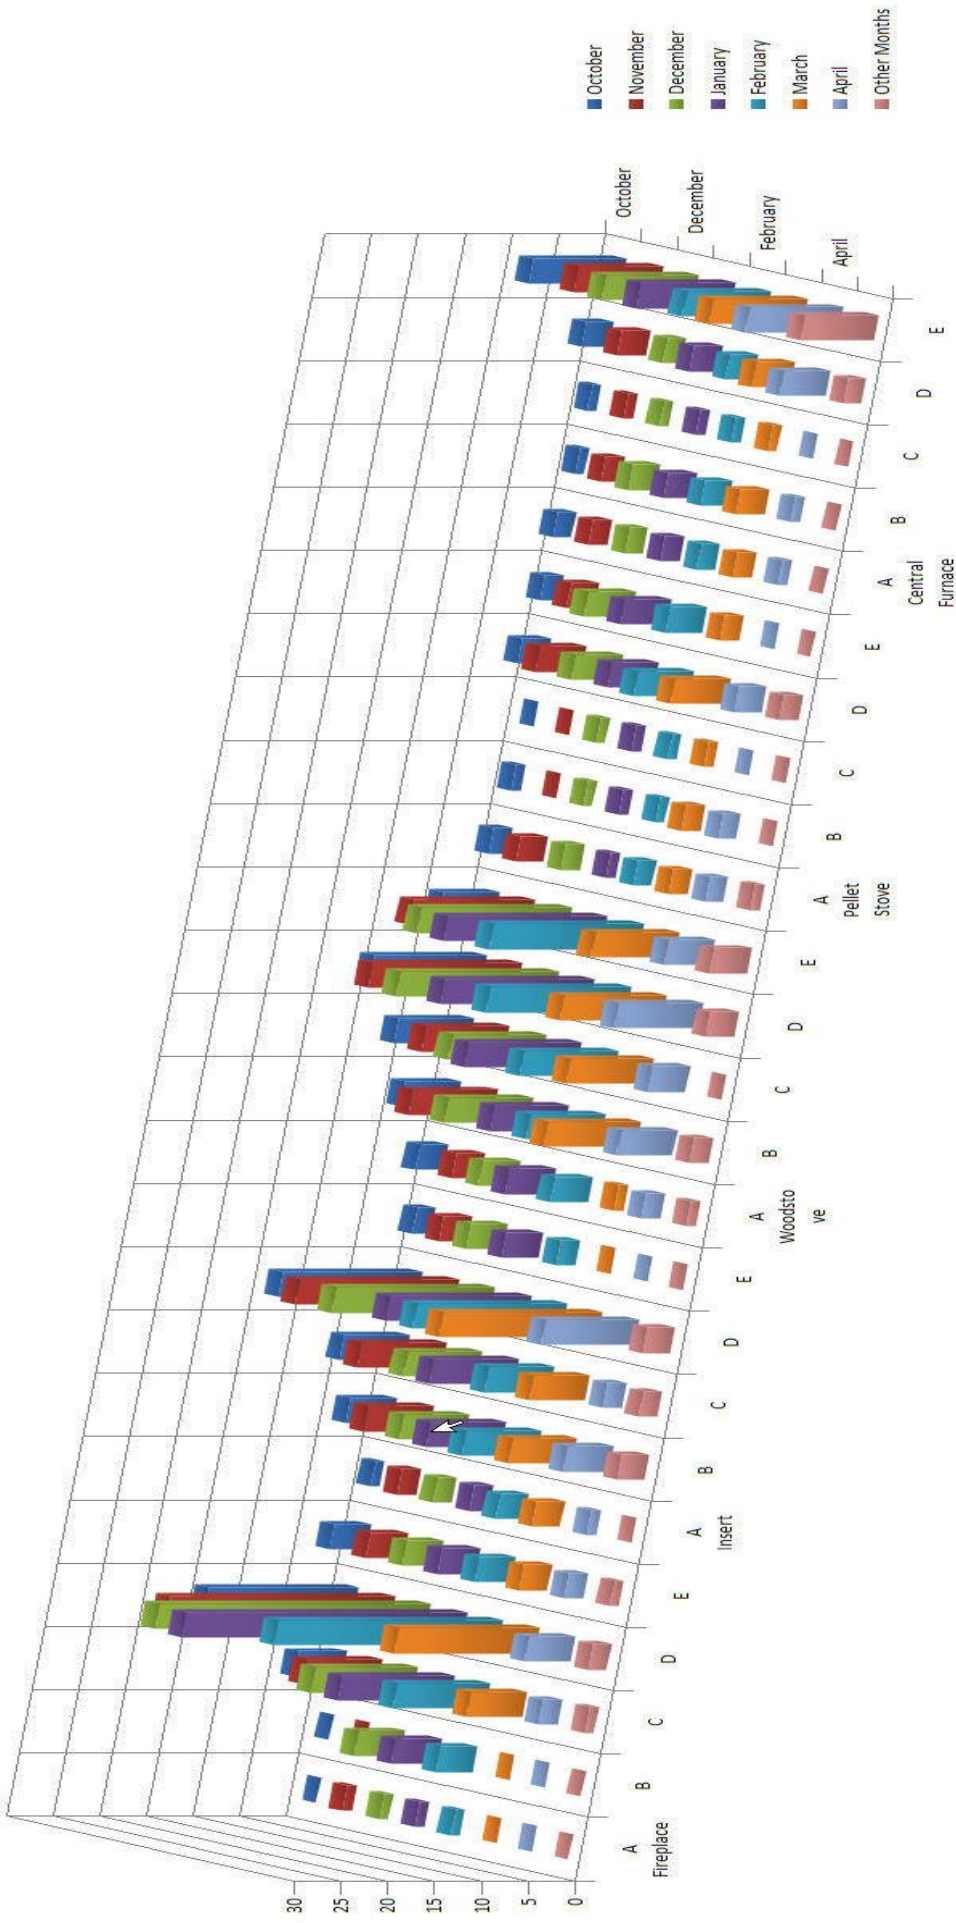 30
25
20
15
10
5
0
A
B
C
D
E
A
B
C
D
E
A
B
C
D
E
A
B
C
D
E
A
B
C
D
E
Fireplace
Insert
Woodsto
ve
Pellet
Stove
Central
Furnace
October
December
February
April
October
November
December
January
February
March
April
Other Months